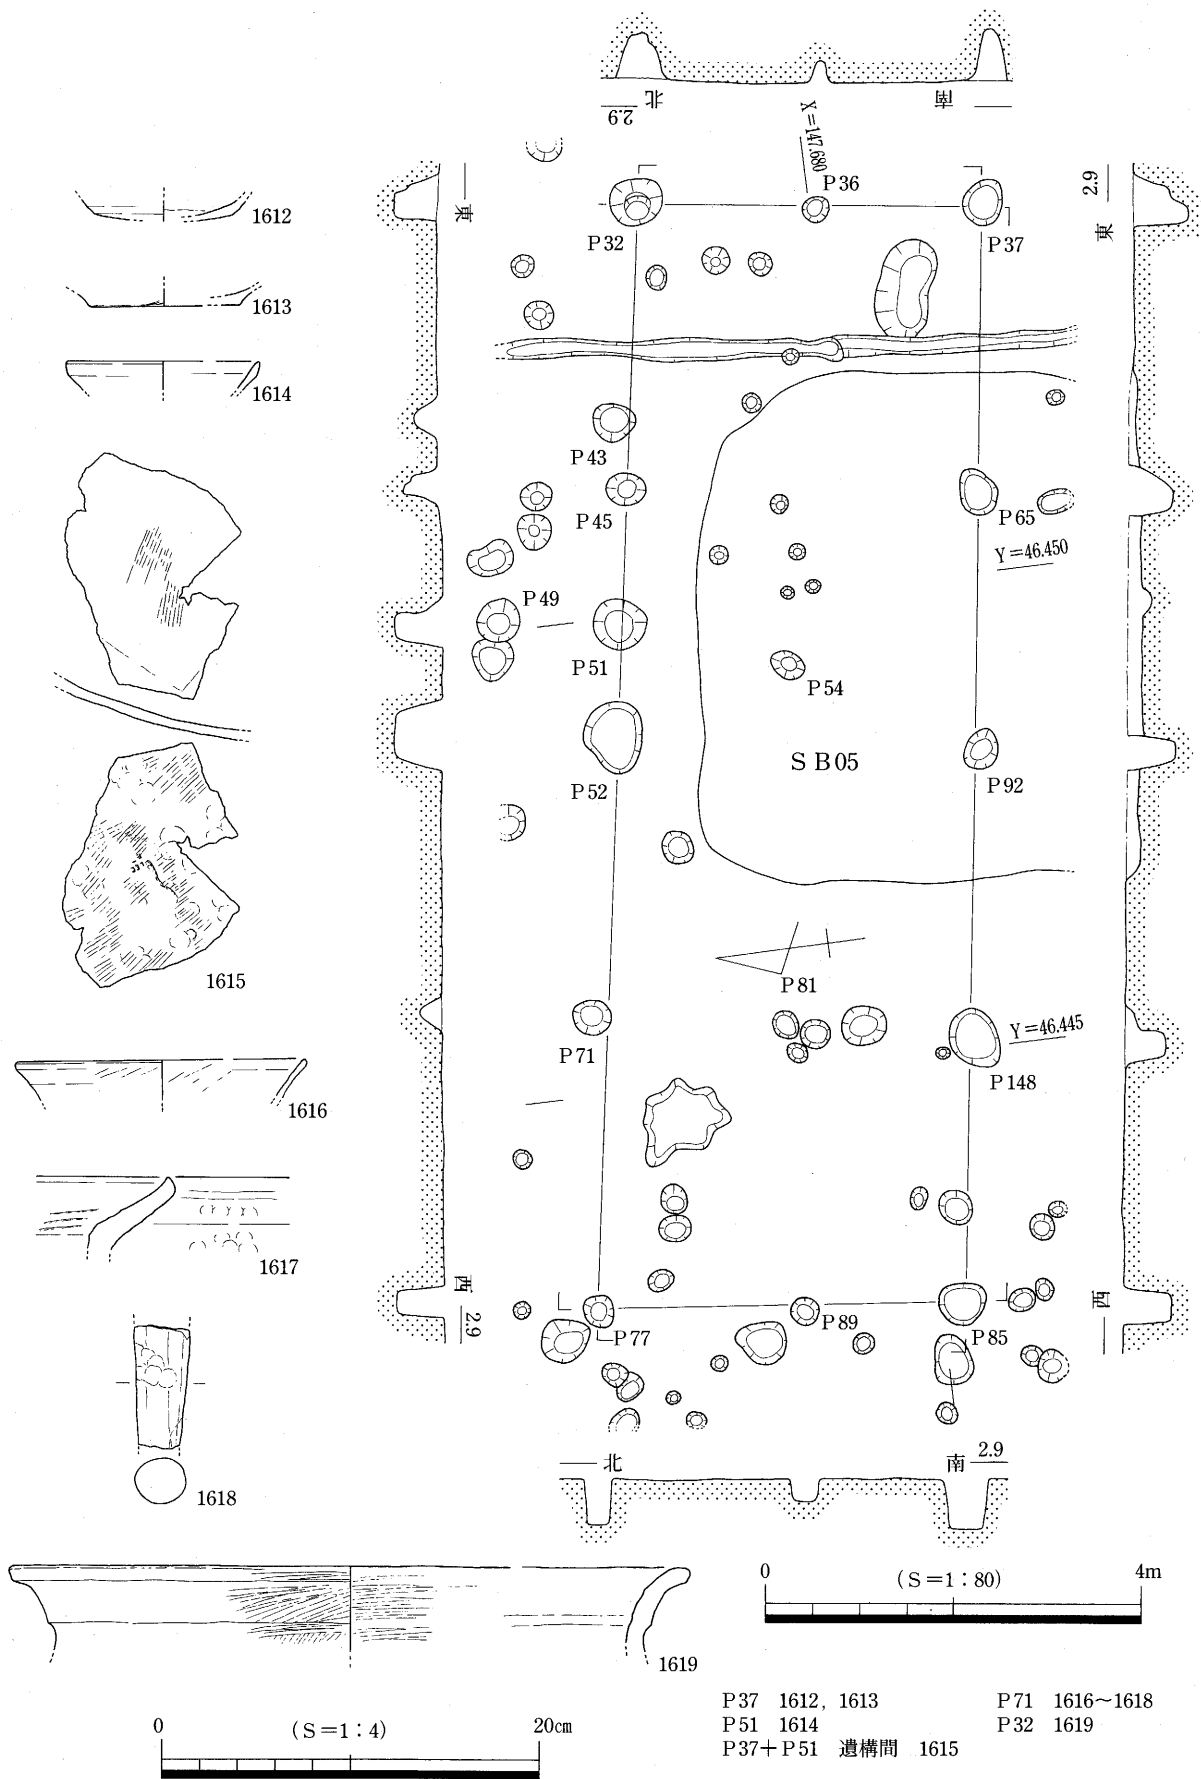 北
2.9
南
X=147.680
2.9
東
東
P36
P32
P37
1612
1613
1614
P43
P45
P65
Y=46.450
P49
P51
P54
SB05
P52
P92
1615
P81
P71
Y=46.445
P148
1616
1617
西
2.9
西
P77
P89
P85
北
南 2.9
1618
0 (S=1:80) 4m
1619
0 (S=1:4) 20cm
P37 1612, 1613
P51 1614
P37+P51 遺構間 1615
P71 1616~1618
P32 1619